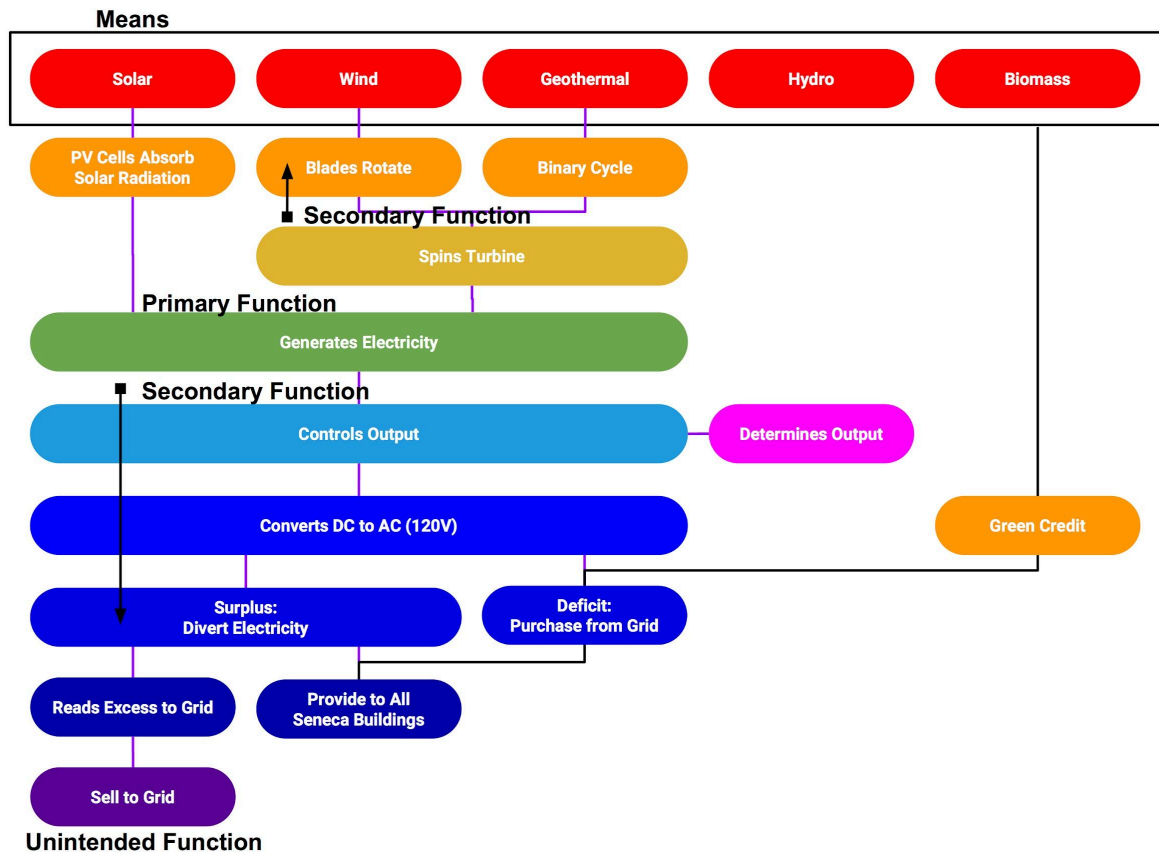 Means
Solar
Wind
Geothermal
Hydro
Biomass
PV Cells Absorb
Solar Radiation
Blades Rotate
Binary Cycle
Secondary Function
Spins Turbine
Primary Function
Generates Electricity
Secondary Function
Controls Output
Determines Output
Converts DC to AC (120V)
Green Credit
Surplus:
Divert Electricity
Deficit:
Purchase from Grid
Reads Excess to Grid
Provide to All
Seneca Buildings
Sell to Grid
Unintended Function